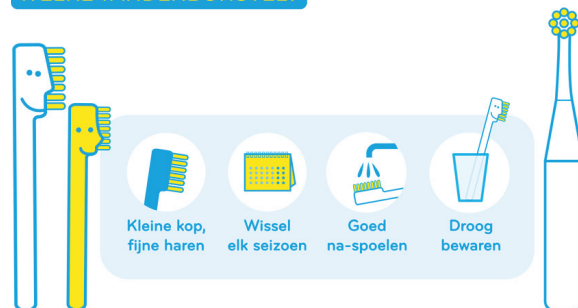 Kleine kop,
fijne haren
Wissel
elk seizoen
Goed
na-spoelen
Droog
bewaren